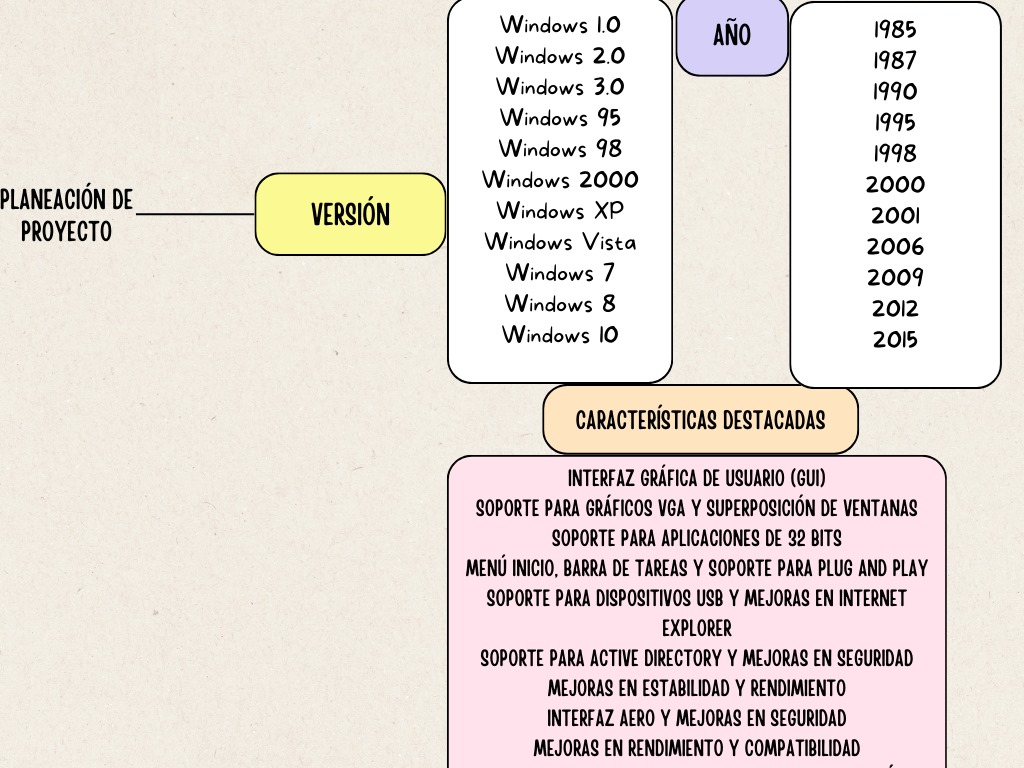 PLANEACIÓN DE
PROYECTO
VERSIÓN
Windows 1.0
Windows 2.0
Windows 3.0
Windows 95
Windows 98
Windows 2000
Windows XP
Windows Vista
Windows 7
Windows 8
Windows 10
AÑO
1985
1987
1990
1995
1998
2000
2001
2006
2009
2012
2015
CARACTERÍSTICAS DESTACADAS
INTERFAZ GRÁFICA DE USUARIO (GUI)
SOPORTE PARA GRÁFICOS VGA Y SUPERPOSICIÓN DE VENTANAS
SOPORTE PARA APLICACIONES DE 32 BITS
MENÚ INICIO, BARRA DE TAREAS Y SOPORTE PARA PLUG AND PLAY
SOPORTE PARA DISPOSITIVOS USB Y MEJORAS EN INTERNET
EXPLORER
SOPORTE PARA ACTIVE DIRECTORY Y MEJORAS EN SEGURIDAD
MEJORAS EN ESTABILIDAD Y RENDIMIENTO
INTERFAZ AERO Y MEJORAS EN SEGURIDAD
MEJORAS EN RENDIMIENTO Y COMPATIBILIDAD